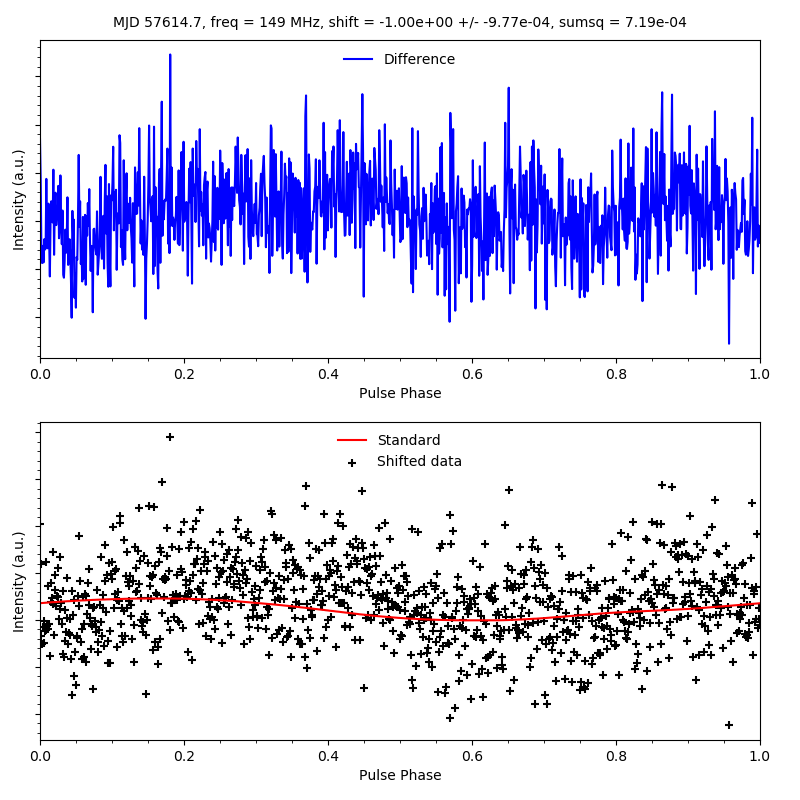 MJD 57614.7, freq = 149 MHz, shift = -1.00e+00 +/- -9.77e-04, sumsq = 7.19e-04
Difference
Intensity (a.u.)
0.0 0.2 0.4 0.6 0.8 1.0
Pulse Phase
Standard
Shifted data
Intensity (a.u.)
0.0 0.2 0.4 0.6 0.8 1.0
Pulse Phase